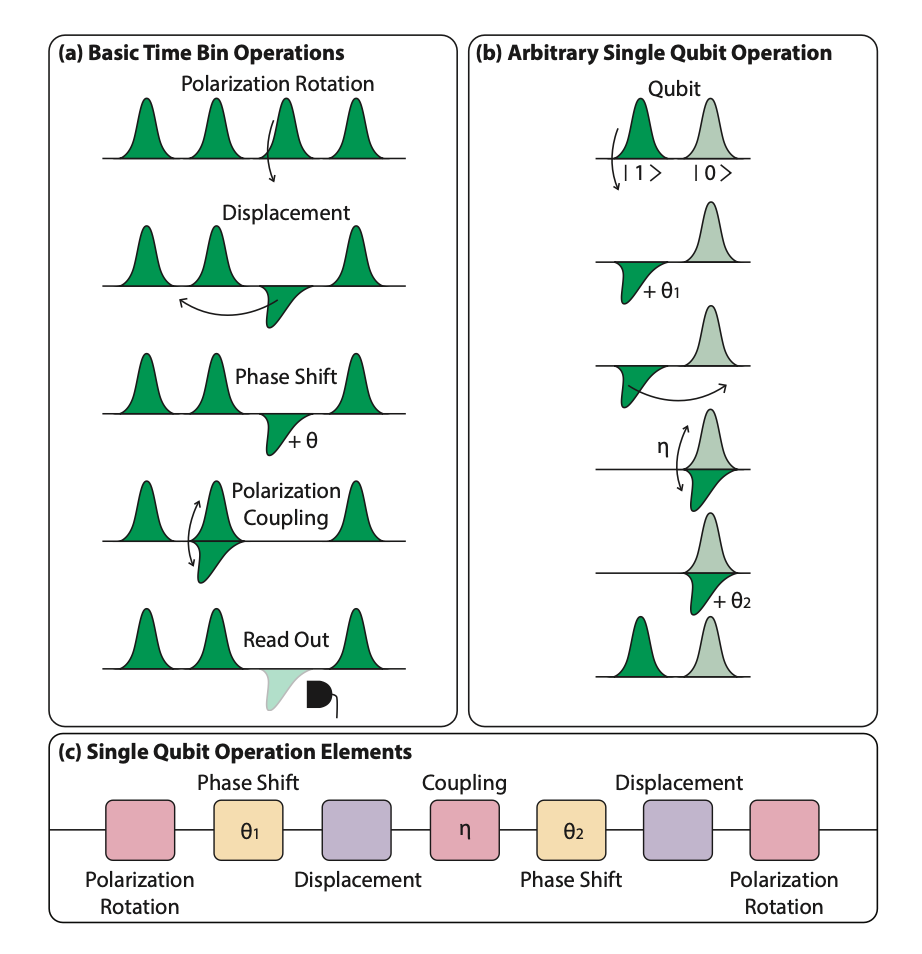 (a) Basic Time Bin Operations
Polarization Rotation
Displacement
Phase Shift
+ θ
Polarization
Coupling
Read Out
(b) Arbitrary Single Qubit Operation
Qubit
| 1 > | 0 >
+ θ1
η
+ θ2
(c) Single Qubit Operation Elements
Phase Shift Coupling Displacement
θ1 η θ2
Polarization Displacement Phase Shift Polarization
Rotation Rotation